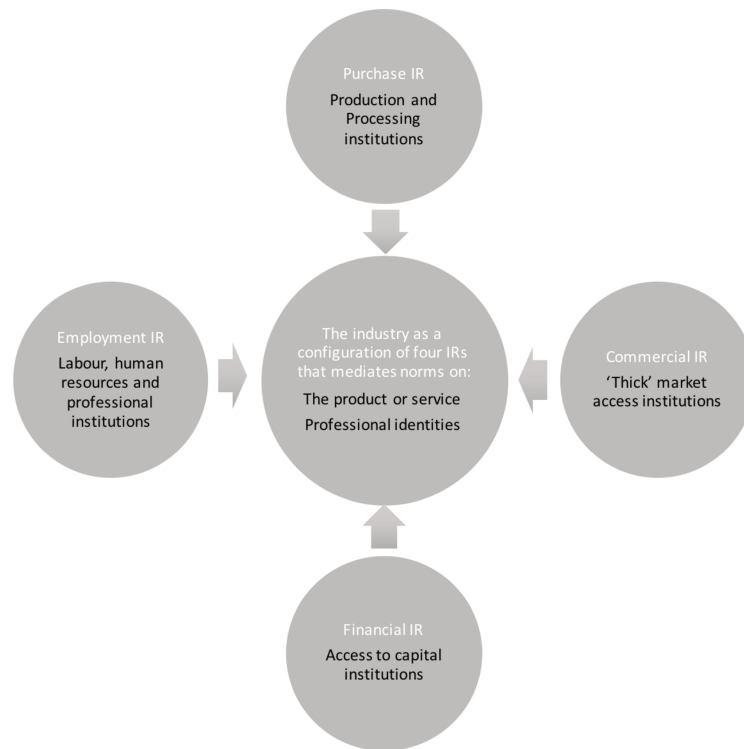 Purchase IR
Production and
Processing
institutions
Employment IR
Labour, human
resources and
professional
institutions
The industry as a
configuration of four IRs
that mediates norms on:
The product or service
Professional identities
Commercial IR
‘Thick’ market
access institutions
Financial IR
Access to capital
institutions